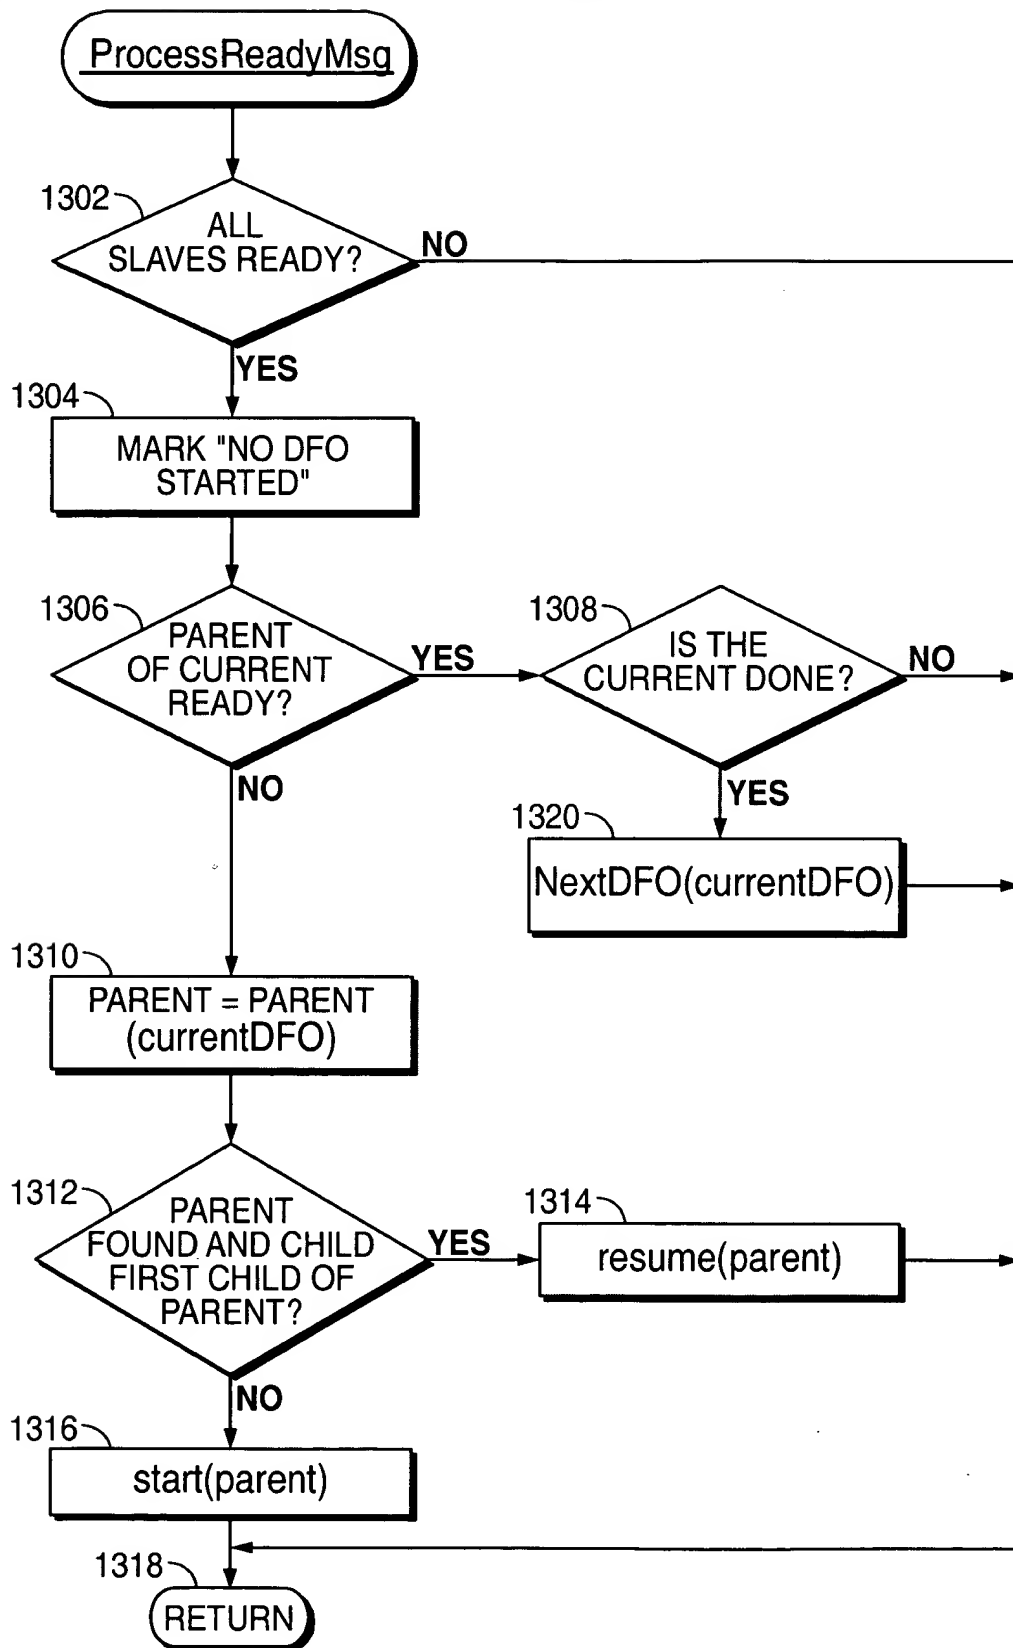 ProcessReadyMsg
1302
ALL
SLAVES READY?
NO
YES
1304
MARK "NO DFO
STARTED"
1306
PARENT
OF CURRENT
READY?
YES
1308
IS THE
CURRENT DONE?
NO
NO
YES
1320
NextDFO(currentDFO)
1310
PARENT = PARENT
(currentDFO)
1312
PARENT
FOUND AND CHILD
FIRST CHILD OF
PARENT?
YES
1314
resume(parent)
NO
1316
start(parent)
1318
RETURN